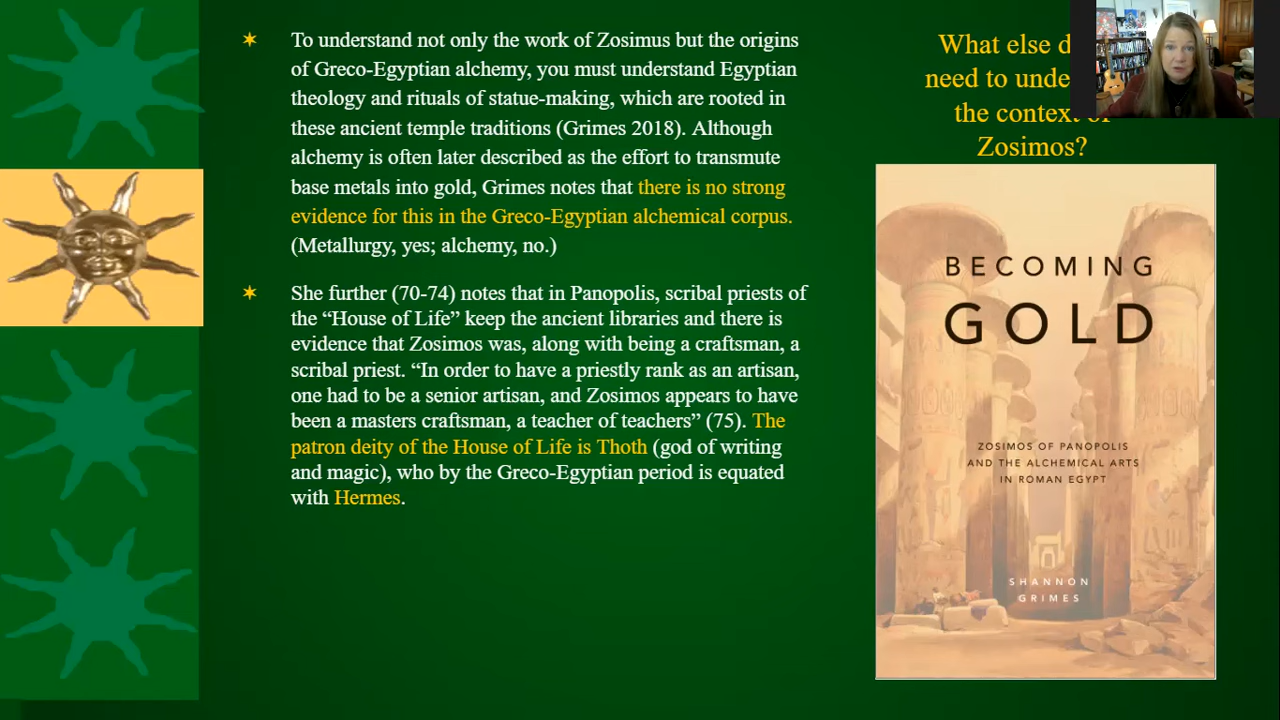 To understand not only the work of Zosimus but the origins
of Greco-Egyptian alchemy, you must understand Egyptian
theology and rituals of statue-making, which are rooted in
these ancient temple traditions (Grimes 2018). Although
alchemy is often later described as the effort to transmute
base metals into gold, Grimes notes that there is no strong
evidence for this in the Greco-Egyptian alchemical corpus.
(Metallurgy, yes; alchemy, no.)
She further (70-74) notes that in Panopolis, scribal priests of
the “House of Life” keep the ancient libraries and there is
evidence that Zosimos was, along with being a craftsman, a
scribal priest. “In order to have a priestly rank as an artisan,
one had to be a senior artisan, and Zosimos appears to have
been a masters craftsman, a teacher of teachers” (75). The
patron deity of the House of Life is Thoth (god of writing
and magic), who by the Greco-Egyptian period is equated
with Hermes.
What else
need to
the context of
Zosimos?
BECOMING
GOLD
ZOSIMOS OF PANOPOLIS
AND THE ALCHEMICAL ARTS
IN ROMAN EGYPT
SHANNON
GRIMES